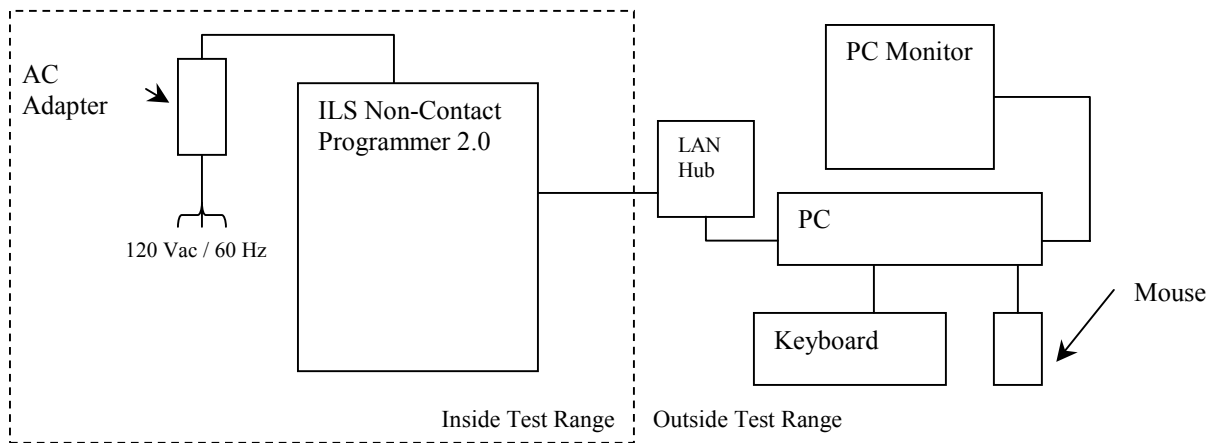 AC
Adapter
ILS Non-Contact
Programmer 2.0
120 Vac / 60 Hz
Inside Test Range
LAN
Hub
PC Monitor
PC
Keyboard
Mouse
Outside Test Range